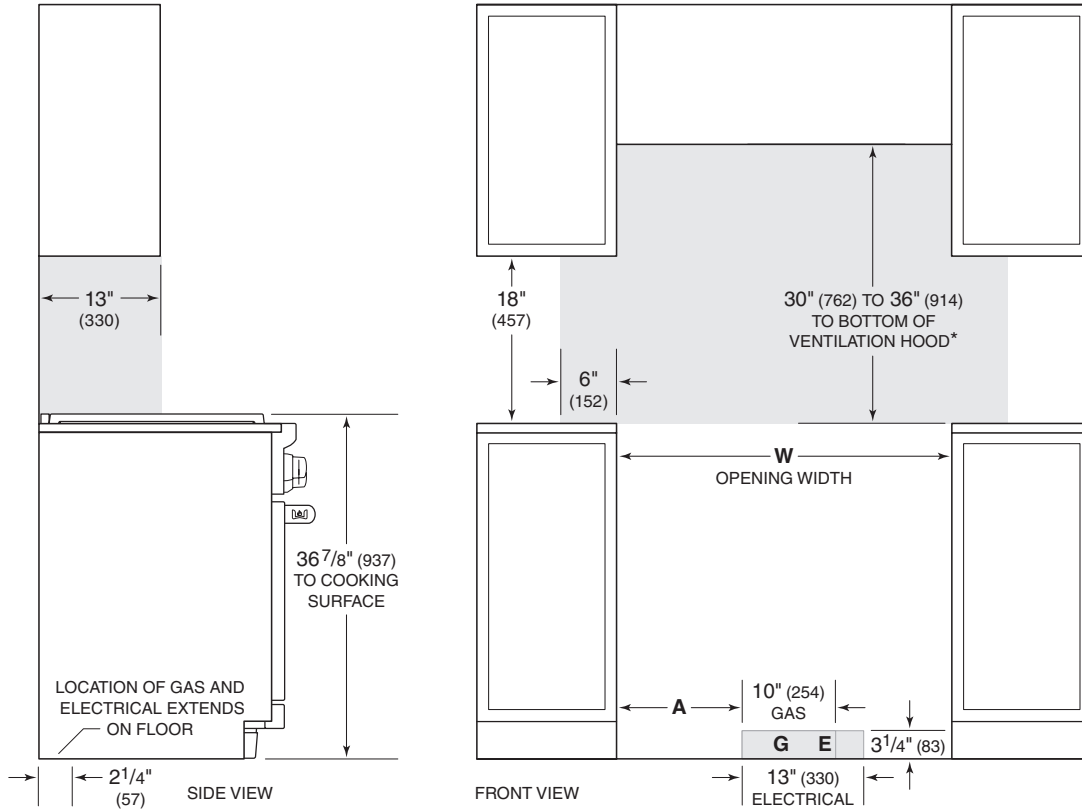 13"
(330)
36 7/8" (937)
TO COOKING
SURFACE
LOCATION OF GAS AND
ELECTRICAL EXTENDS
ON FLOOR
2 1/4"
(57)
SIDE VIEW
18"
(457)
30" (762) TO 36" (914)
TO BOTTOM OF
VENTILATION HOOD*
6"
(152)
W
OPENING WIDTH
A
10" (254)
GAS
G E
3 1/4" (83)
13" (330)
ELECTRICAL
FRONT VIEW